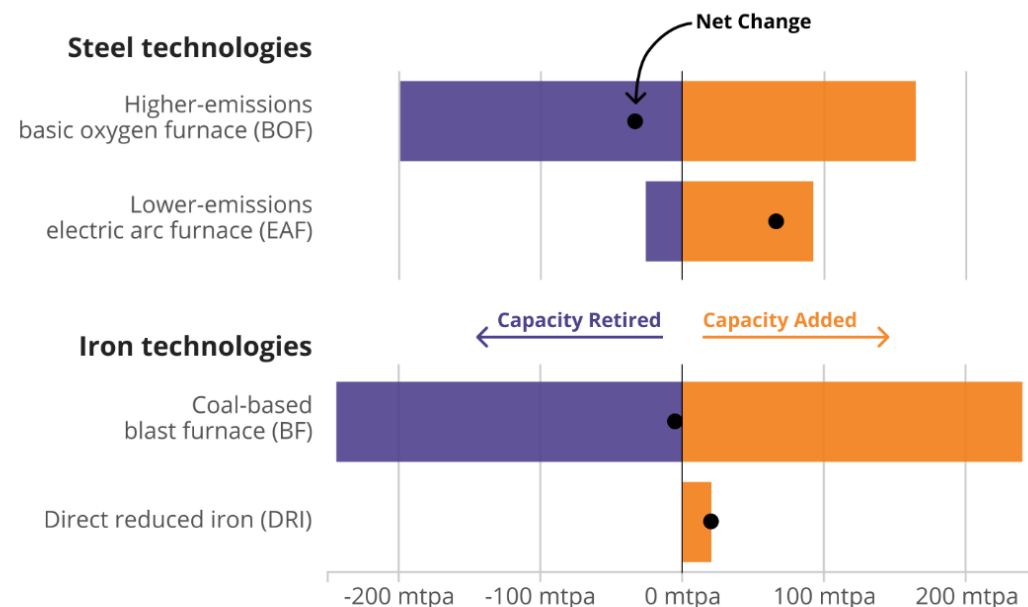 Net Change
Steel technologies
Higher-emissions
basic oxygen furnace (BOF)
Lower-emissions
electric arc furnace (EAF)
Capacity Retired
Capacity Added
Iron technologies
Coal-based
blast furnace (BF)
Direct reduced iron (DRI)
-200 mtpa
-100 mtpa
0 mtpa
100 mtpa
200 mtpa